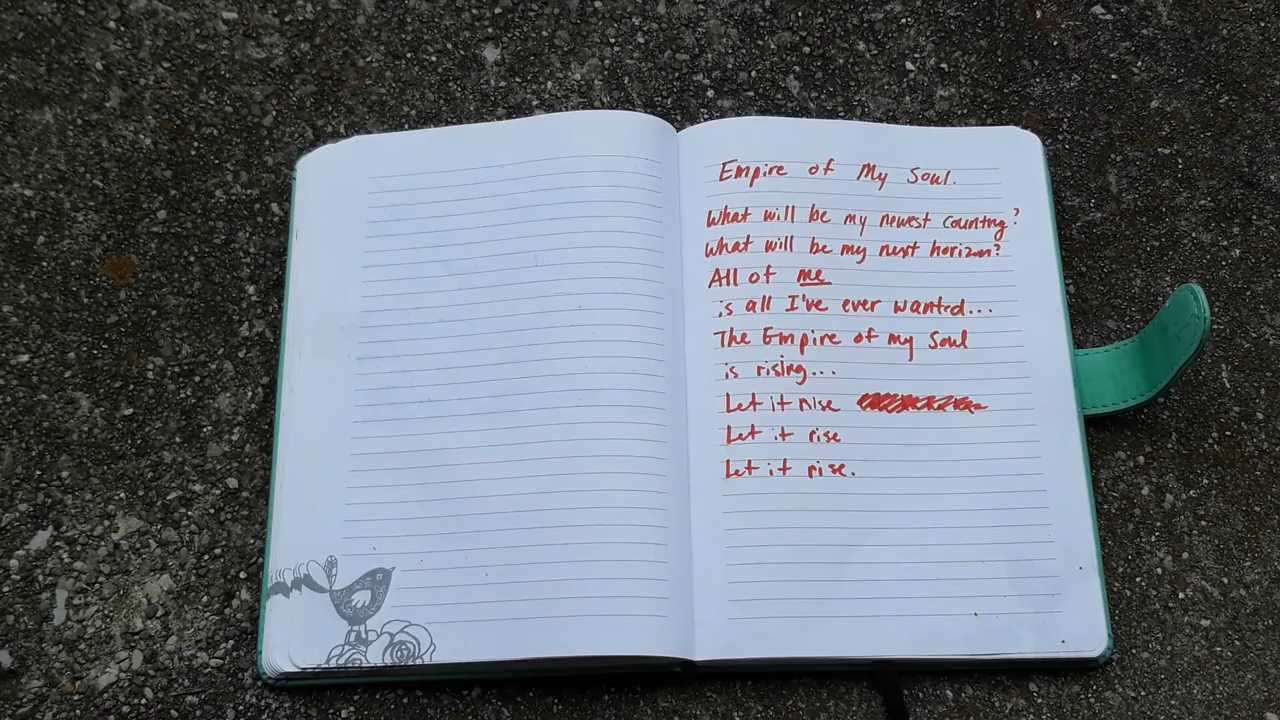 Empire of My Soul.
What will be my newest counting?
What will be my next horizon?
All of me
is all I've ever wanted...
The Empire of my Soul
is rising...
Let it rise
Let it rise
Let it rise.